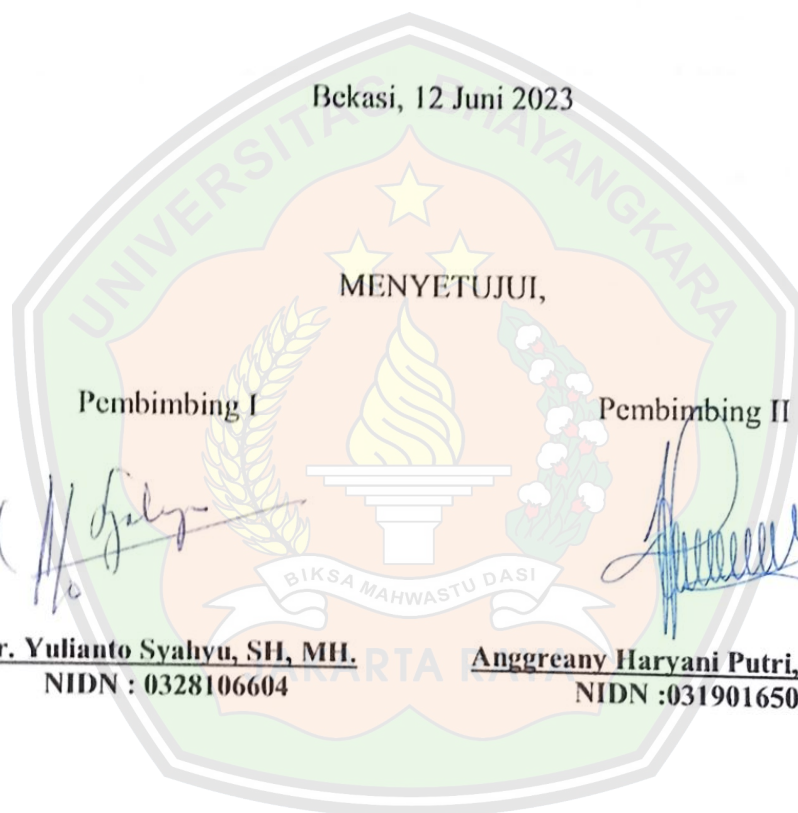 UNIVERSITAS BHAYANGKARA
Bekasi, 12 Juni 2023
MENYETUJUI,
Pembimbing I
Pembimbing II
BIKSA MAHWASTU DASI
r. Yulianto Syahyu, SH, MH.
Anggreany Haryani Putri,
JAKARTA RAYA
NIDN : 0328106604
NIDN :031901650